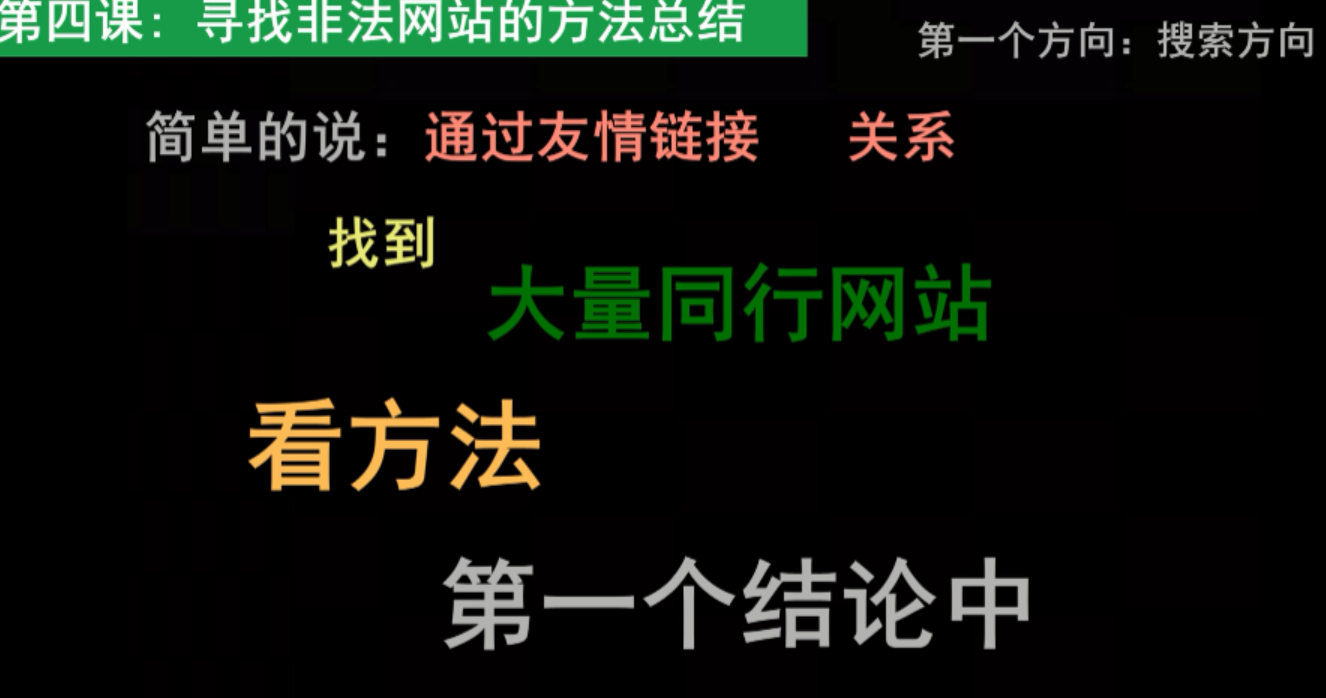 第四课：寻找非法网站的方法总结
第一个方向：搜索方向
简单的说：通过友情链接 关系
找到
大量同行网站
看方法
第一个结论中